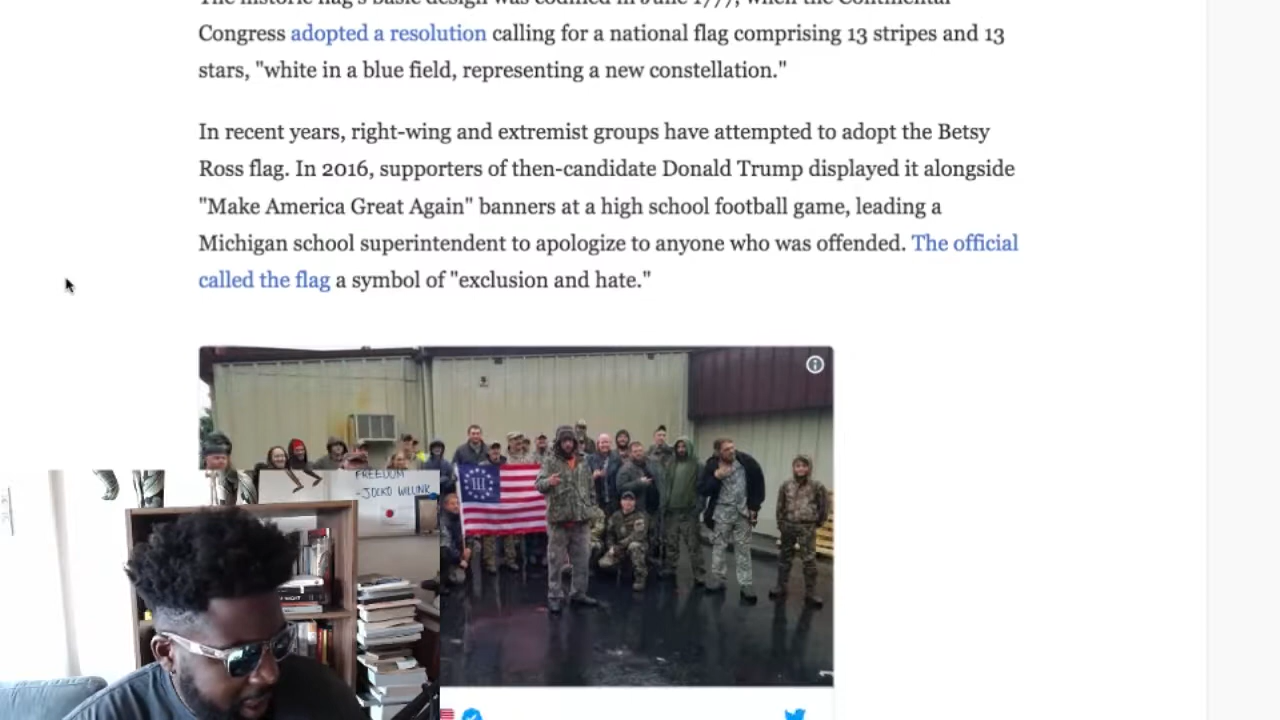 Congress adopted a resolution calling for a national flag comprising 13 stripes and 13
stars, "white in a blue field, representing a new constellation."
In recent years, right-wing and extremist groups have attempted to adopt the Betsy
Ross flag. In 2016, supporters of then-candidate Donald Trump displayed it alongside
"Make America Great Again" banners at a high school football game, leading a
Michigan school superintendent to apologize to anyone who was offended. The official
called the flag a symbol of "exclusion and hate."
III
FREEDOM
-JOCKO WILLINK